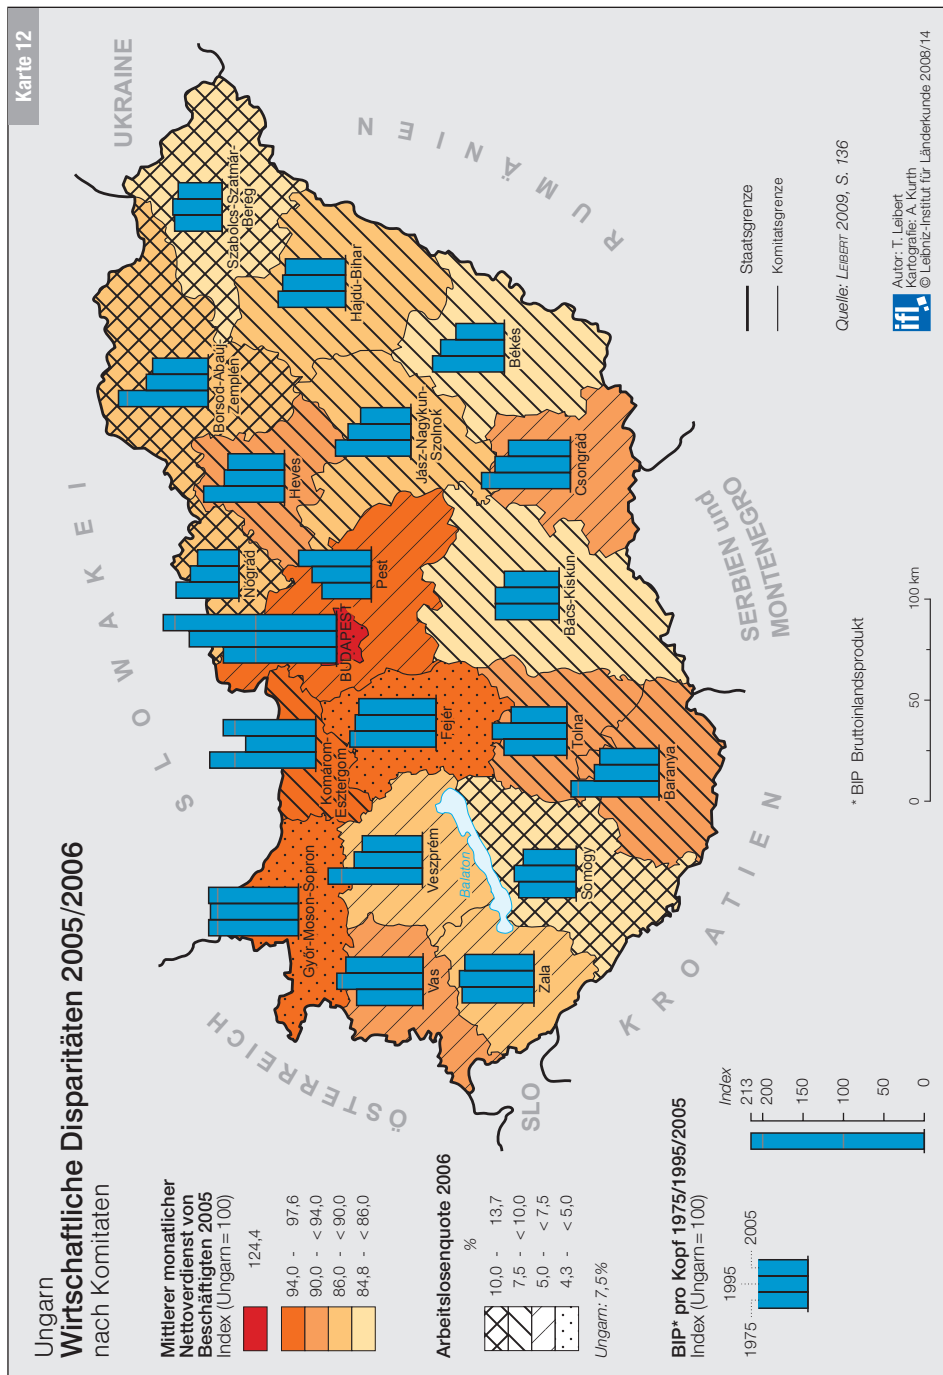 Karte 12
Ungarn
Wirtschaftliche Disparitäten 2005/2006
nach Komitaten
Mittlerer monatlicher
Nettoverdienst von
Beschäftigten 2005
Index (Ungarn = 100)
124,4
94,0 - 97,6
90,0 - < 94,0
86,0 - < 90,0
84,8 - < 86,0
Arbeitslosenquote 2006
%
10,0 - 13,7
7,5 - < 10,0
5,0 - < 7,5
4,3 - < 5,0
Ungarn: 7,5%
BIP* pro Kopf 1975/1995/2005
Index (Ungarn = 100)
1975
1995
2005
Index
213
200
150
100
50
0
ÖSTERREICH
SLOWAKEI
UKRAINE
RUMÄNIEN
SERBIEN und
MONTENEGRO
KROATIEN
SLO
Győr-Moson-Sopron
Komárom-
Esztergom
BUDAPEST
Nógrád
Heves
Borsod-Abaúj-
Zemplén
Szabolcs-Szatmár-
Bereg
Vas
Veszprém
Fejér
Pest
Jász-Nagykun-
Szolnok
Hajdú-Bihar
Zala
Balaton
Somogy
Tolna
Baranya
Bács-Kiskun
Csongrád
Békés
* BIP Bruttoinlandsprodukt
0 50 100 km
Staatsgrenze
Komitatsgrenze
Quelle: LEIBERT 2009, S. 136
ifl
Autor: T. Leibert
Kartografie: A. Kurth
© Leibniz-Institut für Länderkunde 2008/14